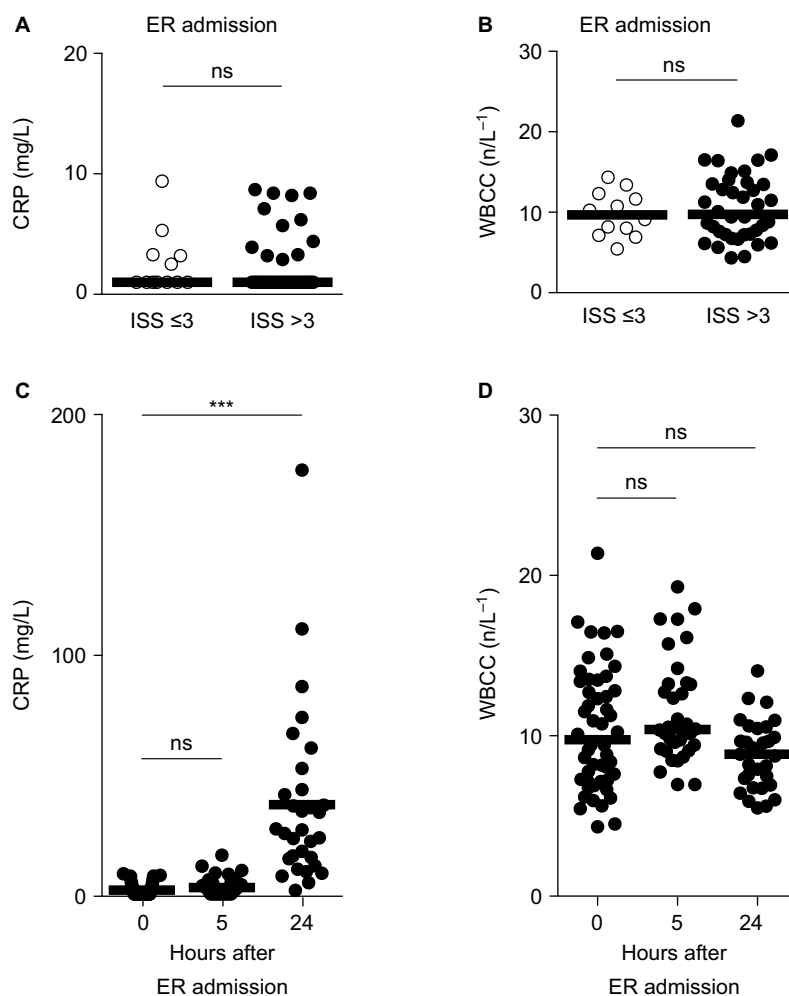 A
ER admission
20
10
0
CRP (mg/L)
ns
ISS ≤3
ISS >3
B
ER admission
30
20
10
0
WBCC (n/L⁻¹)
ns
ISS ≤3
ISS >3
C
200
100
0
CRP (mg/L)
***
ns
0
5
24
Hours after
ER admission
D
30
20
10
0
WBCC (n/L⁻¹)
ns
ns
0
5
24
Hours after
ER admission